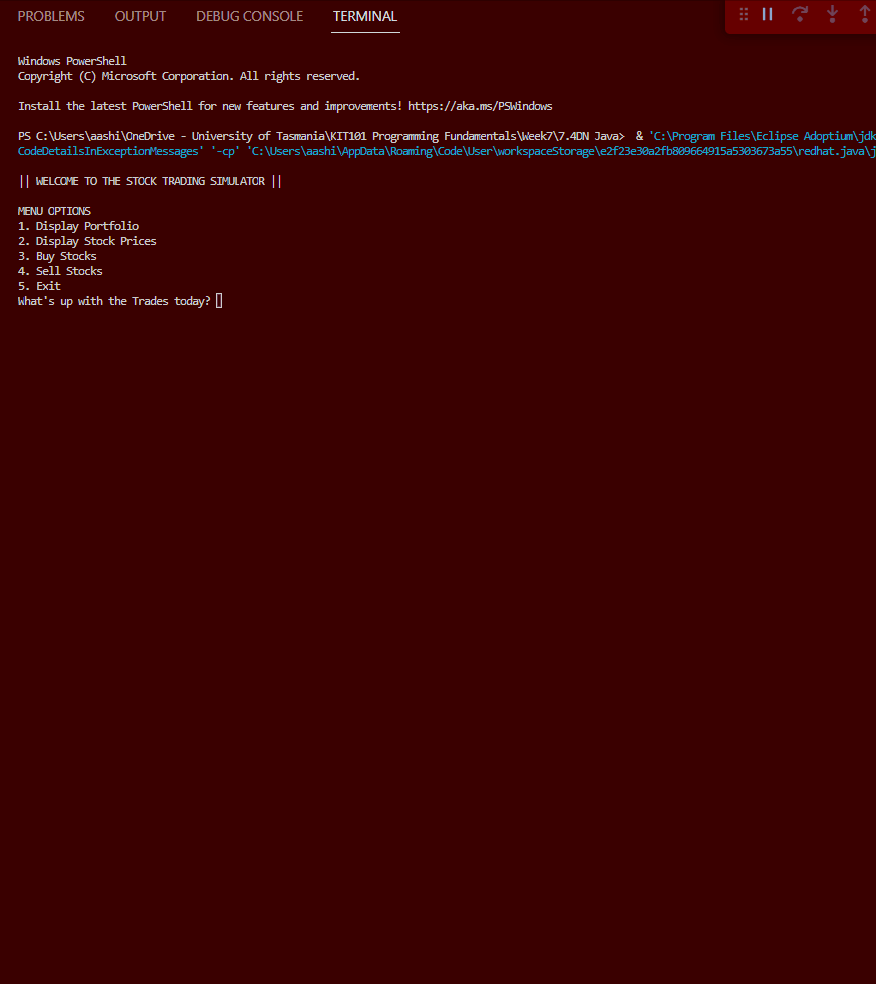 PROBLEMS OUTPUT DEBUG CONSOLE TERMINAL
Windows PowerShell
Copyright (C) Microsoft Corporation. All rights reserved.
Install the latest PowerShell for new features and improvements! https://aka.ms/PSWindows
PS C:\Users\aashi\OneDrive - University of Tasmania\KIT101 Programming Fundamentals\Week7\7.4DN Java>  & 'C:\Program Files\Eclipse Adoptium\jdk
CodeDetailsInExceptionMessages' '-cp' 'C:\Users\aashi\AppData\Roaming\Code\User\workspaceStorage\e2f23e30a2fb809664915a5303673a55\redhat.java\j
|| WELCOME TO THE STOCK TRADING SIMULATOR ||
MENU OPTIONS
1. Display Portfolio
2. Display Stock Prices
3. Buy Stocks
4. Sell Stocks
5. Exit
What's up with the Trades today?